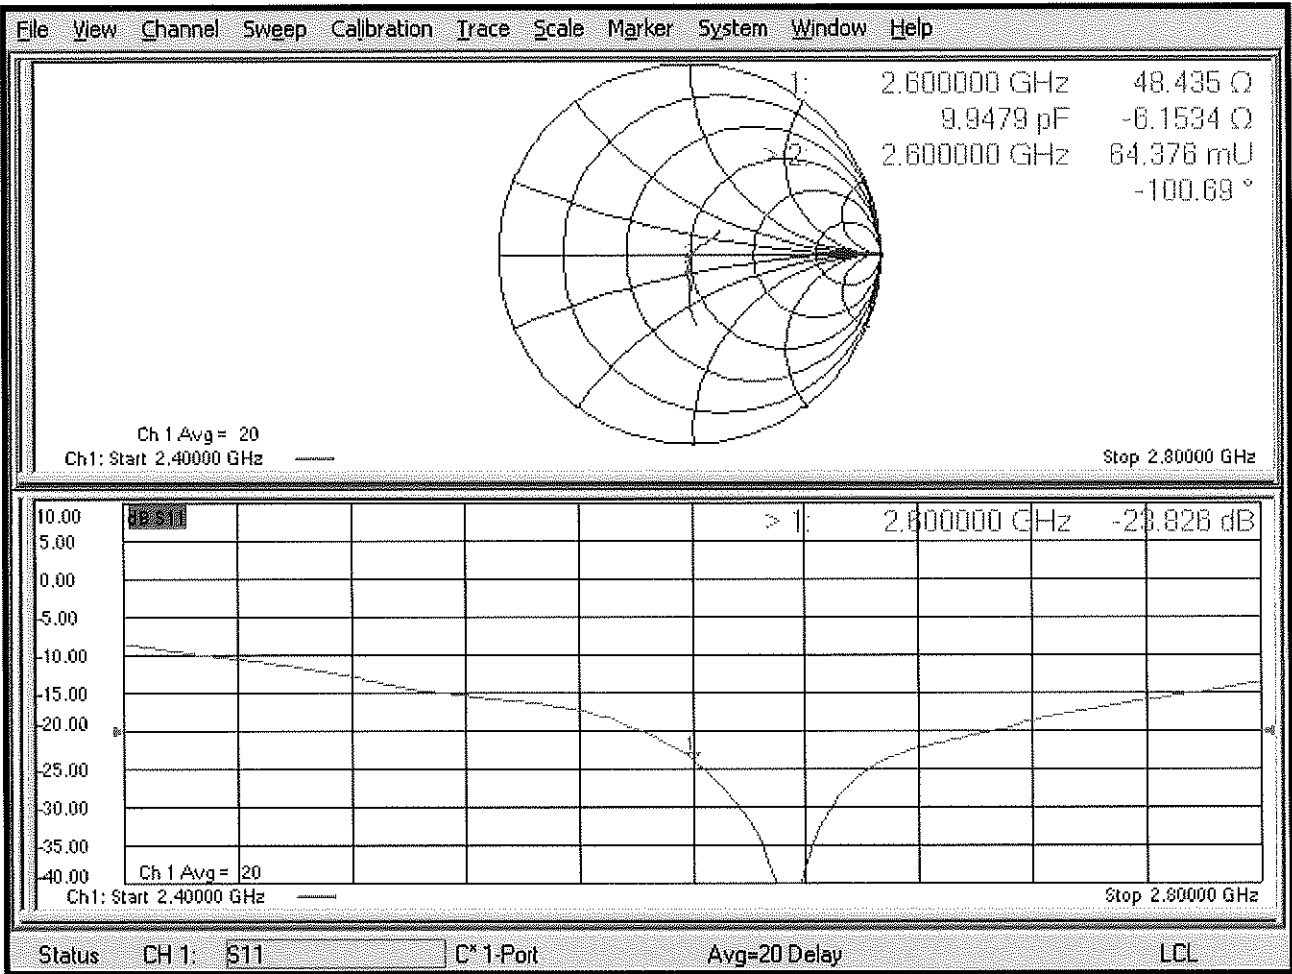 File View Channel Sweep Calibration Trace Scale Marker System Window Help
1: 2.600000 GHz 48.435 Ω
9.9479 pF -6.1534 Ω
> 2: 2.600000 GHz 64.376 mU
-100.69 °
Ch 1 Avg = 20
Ch1: Start 2.40000 GHz
Stop 2.80000 GHz
10.00
dB S11
> 1: 2.600000 GHz -23.826 dB
5.00
0.00
-5.00
-10.00
-15.00
-20.00
-25.00
-30.00
-35.00
-40.00
1
Ch 1 Avg = 20
Ch1: Start 2.40000 GHz
Stop 2.80000 GHz
Status CH 1: S11 C* 1-Port Avg=20 Delay LCL